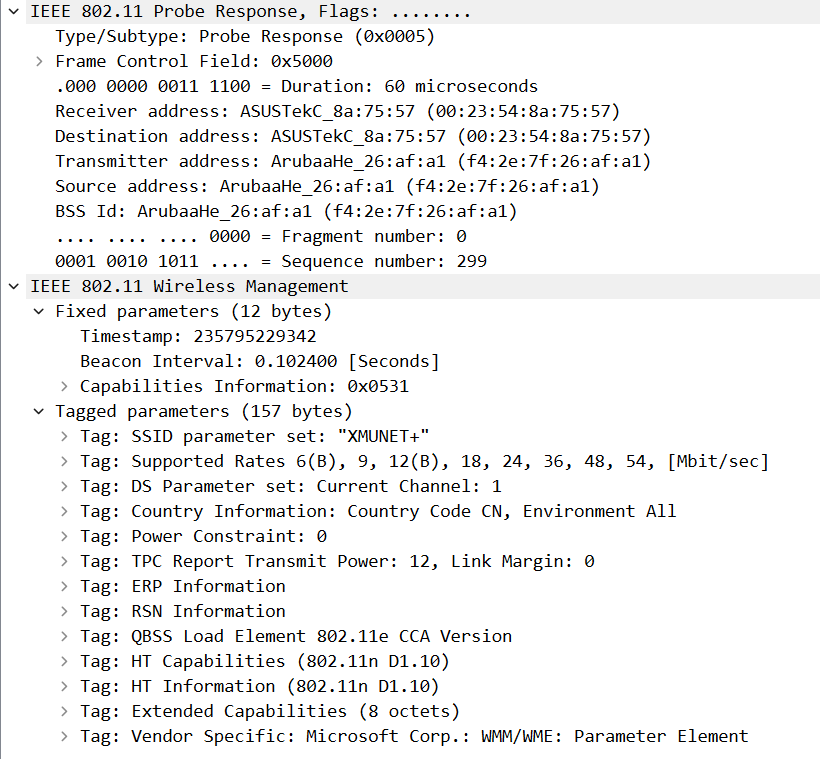 IEEE 802.11 Probe Response, Flags: ........
Type/Subtype: Probe Response (0x0005)
Frame Control Field: 0x5000
.000 0000 0011 1100 = Duration: 60 microseconds
Receiver address: ASUSTekC_8a:75:57 (00:23:54:8a:75:57)
Destination address: ASUSTekC_8a:75:57 (00:23:54:8a:75:57)
Transmitter address: ArubaaHe_26:af:a1 (f4:2e:7f:26:af:a1)
Source address: ArubaaHe_26:af:a1 (f4:2e:7f:26:af:a1)
BSS Id: ArubaaHe_26:af:a1 (f4:2e:7f:26:af:a1)
.... .... .... 0000 = Fragment number: 0
0001 0010 1011 .... = Sequence number: 299
IEEE 802.11 Wireless Management
Fixed parameters (12 bytes)
Timestamp: 235795229342
Beacon Interval: 0.102400 [Seconds]
Capabilities Information: 0x0531
Tagged parameters (157 bytes)
Tag: SSID parameter set: "XMUNET+"
Tag: Supported Rates 6(B), 9, 12(B), 18, 24, 36, 48, 54, [Mbit/sec]
Tag: DS Parameter set: Current Channel: 1
Tag: Country Information: Country Code CN, Environment All
Tag: Power Constraint: 0
Tag: TPC Report Transmit Power: 12, Link Margin: 0
Tag: ERP Information
Tag: RSN Information
Tag: QBSS Load Element 802.11e CCA Version
Tag: HT Capabilities (802.11n D1.10)
Tag: HT Information (802.11n D1.10)
Tag: Extended Capabilities (8 octets)
Tag: Vendor Specific: Microsoft Corp.: WMM/WME: Parameter Element